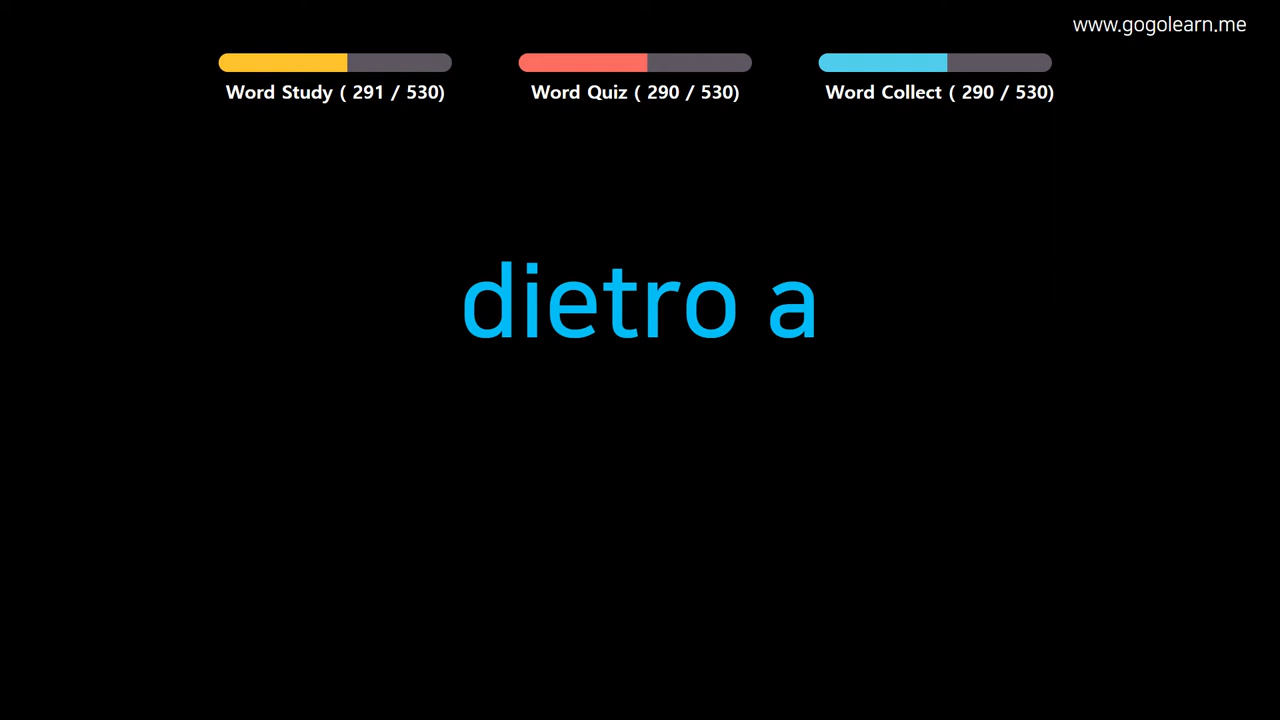 www.gogolearn.me
Word Study ( 291 / 530)
Word Quiz ( 290 / 530)
Word Collect ( 290 / 530)
dietro a